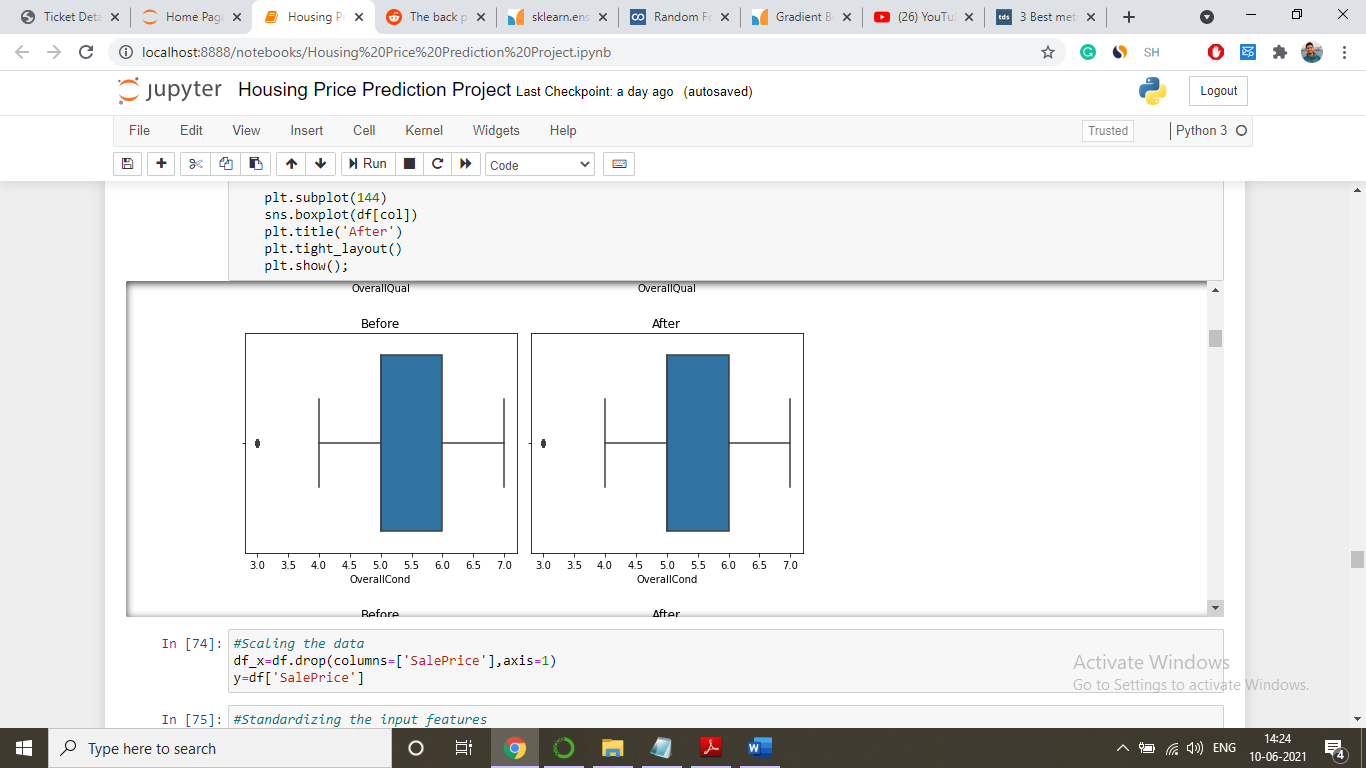 Ticket Deta
Home Page
Housing Pr
The back p
sklearn.ens
Random Fo
Gradient B
(26) YouTu
tds
3 Best met
localhost:8888/notebooks/Housing%20Price%20Prediction%20Project.ipynb
SH
jupyter Housing Price Prediction Project Last Checkpoint: a day ago (autosaved)
Logout
File Edit View Insert Cell Kernel Widgets Help
Trusted
Python 3
Run
Code
plt.subplot(144)
sns.boxplot(df[col])
plt.title('After')
plt.tight_layout()
plt.show();
OverallQual OverallQual
Before After
3.0 3.5 4.0 4.5 5.0 5.5 6.0 6.5 7.0 3.0 3.5 4.0 4.5 5.0 5.5 6.0 6.5 7.0
OverallCond OverallCond
Before After
In [74]: #Scaling the data
df_x=df.drop(columns=['SalePrice'],axis=1)
y=df['SalePrice']
Activate Windows
Go to Settings to activate Windows.
In [75]: #Standardizing the input features
Type here to search
ENG
14:24
10-06-2021
4